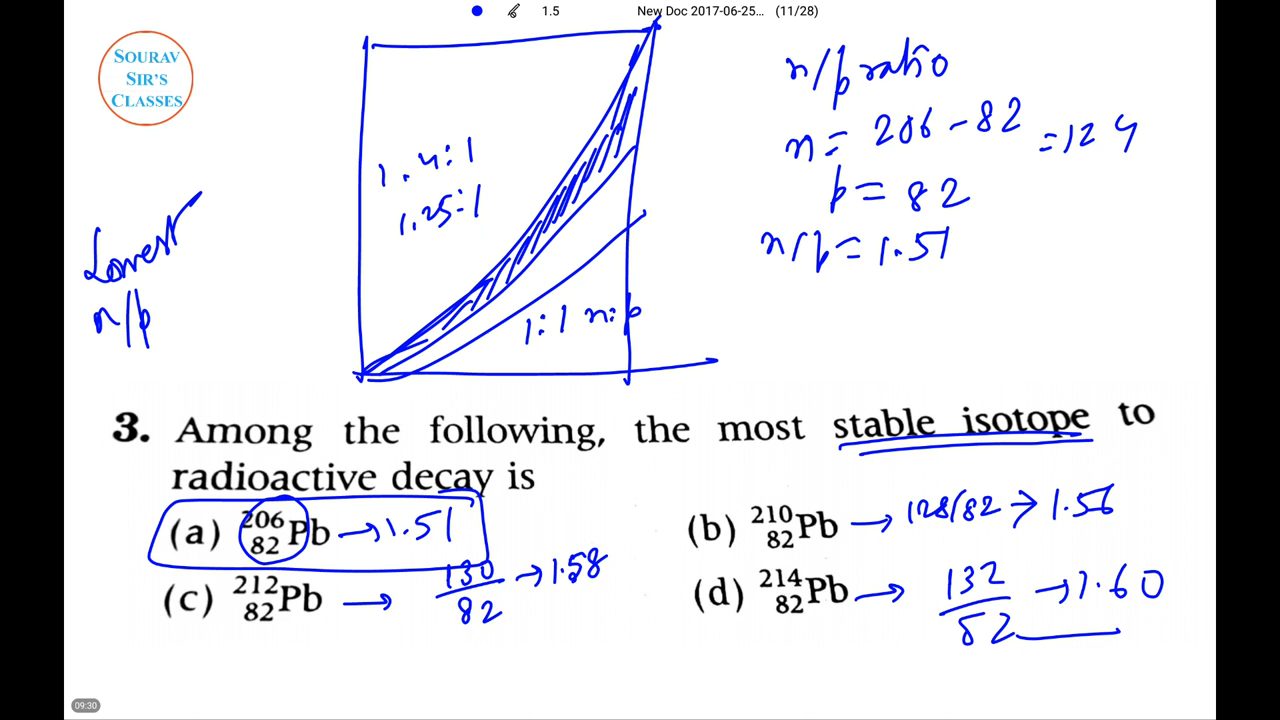 1.5 New Doc 2017-06-25... (11/28)
SOURAV
SIR'S
CLASSES
n/p ratio
n = 206 - 82 = 124
p = 82
n/p = 1.51
1.4:1
1.25:1
1:1 n:p
Lowest
n/p
3. Among the following, the most stable isotope to
radioactive decay is
(a) ²⁰⁶₈₂Pb → 1.51
(b) ²¹⁰₈₂Pb → 128/82 → 1.56
(c) ²¹²₈₂Pb → 130/82 → 1.58
(d) ²¹⁴₈₂Pb → 132/82 → 1.60
09:30